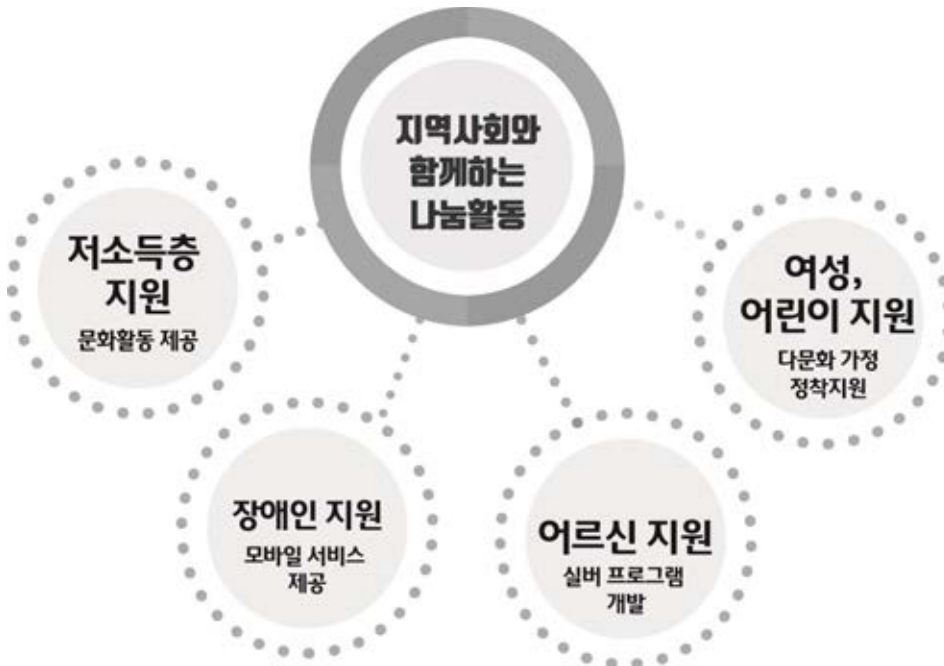 지역사회와
함께하는
나눔활동
저소득층
지원
문화활동 제공
장애인 지원
모바일 서비스
제공
어르신 지원
실버 프로그램
개발
여성,
어린이 지원
다문화 가정
정착지원